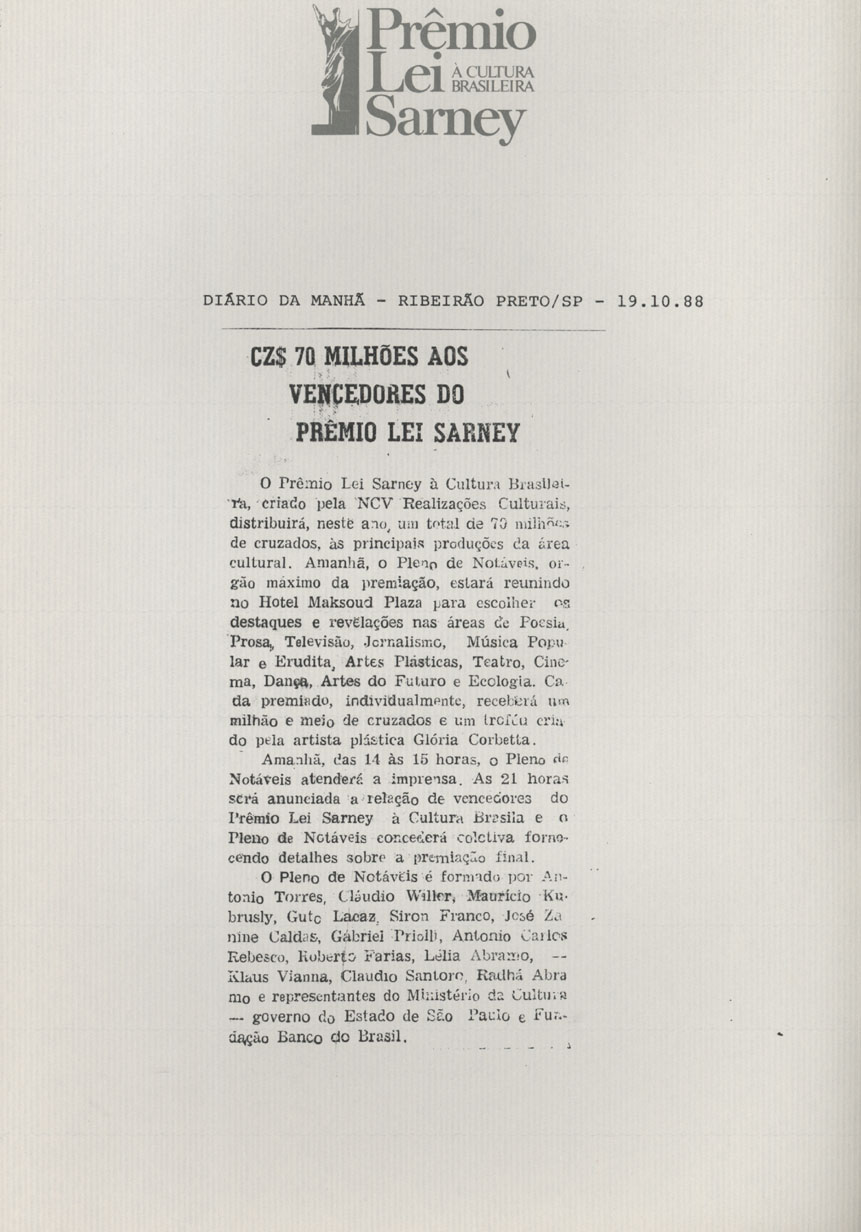 Prêmio
Lei À CULTURA
BRASILEIRA
Sarney
DIÁRIO DA MANHÃ - RIBEIRÃO PRETO/SP - 19.10.88
CZ$ 70 MILHÕES AOS
VENCEDORES DO
PRÊMIO LEI SARNEY
O Prêmio Lei Sarney à Cultura Brasilei-
ra, criado pela NCV Realizações Culturais,
distribuirá, neste ano, um total de 70 milhões
de cruzados, às principais produções da área
cultural. Amanhã, o Pleno de Notáveis, or-
gão máximo da premiação, estará reunindo
no Hotel Maksoud Plaza para escolher os
destaques e revelações nas áreas de Poesia,
Prosa, Televisão, Jornalismo, Música Popu-
lar e Erudita, Artes Plásticas, Teatro, Cine-
ma, Dança, Artes do Futuro e Ecologia. Ca-
da premiado, individualmente, receberá um
milhão e meio de cruzados e um troféu cria
do pela artista plástica Glória Corbetta.
Amanhã, das 14 às 15 horas, o Pleno de
Notáveis atenderá a imprensa. As 21 horas
será anunciada a relação de vencedores do
Prêmio Lei Sarney à Cultura Brasila e o
Pleno de Notáveis concederá coletiva forne-
cendo detalhes sobre a premiação final.
O Pleno de Notáveis é formado por An-
tonio Torres, Cláudio Willer, Maurício Ku-
brusly, Guto Lacaz, Siron Franco, José Za
nine Caldas, Gábriel Priolli, Antonio Carlos
Rebesco, Roberto Farias, Lélia Abramo, --
Klaus Vianna, Claudio Santoro, Radhá Abra
mo e representantes do Ministério da Cultura
— governo do Estado de São Paulo e Fun-
dação Banco do Brasil.